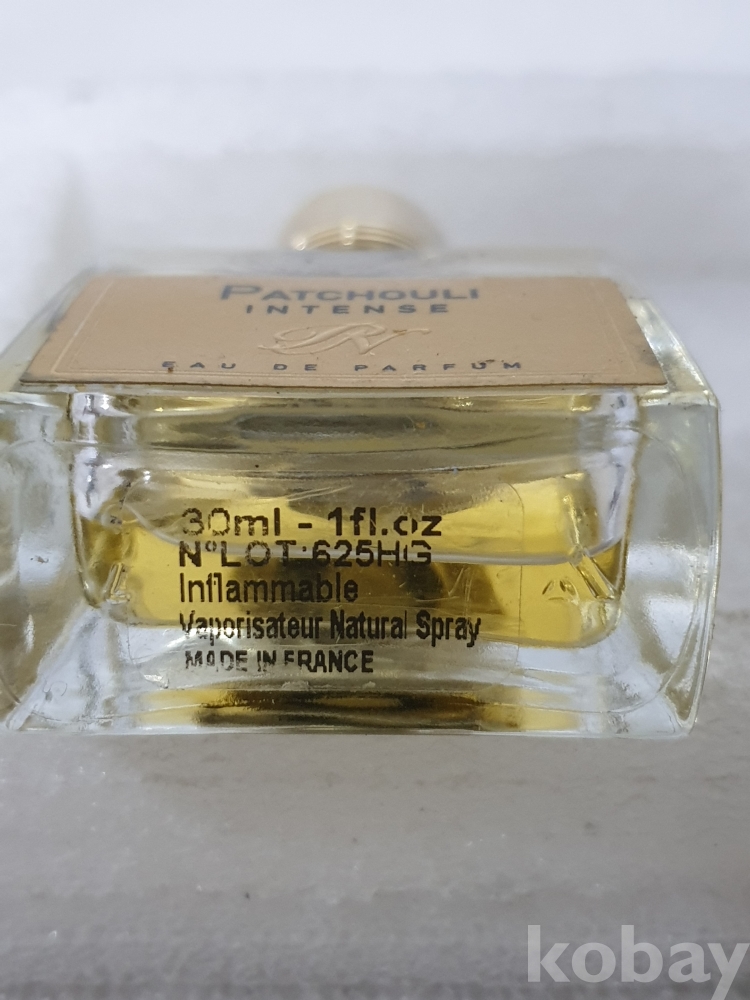 PATCHOULI
INTENSE
EAU DE PARFUM
30ml - 1fl.oz
N°LOT:625HG
Inflammable
Vaporisateur Natural Spray
MADE IN FRANCE
kobay